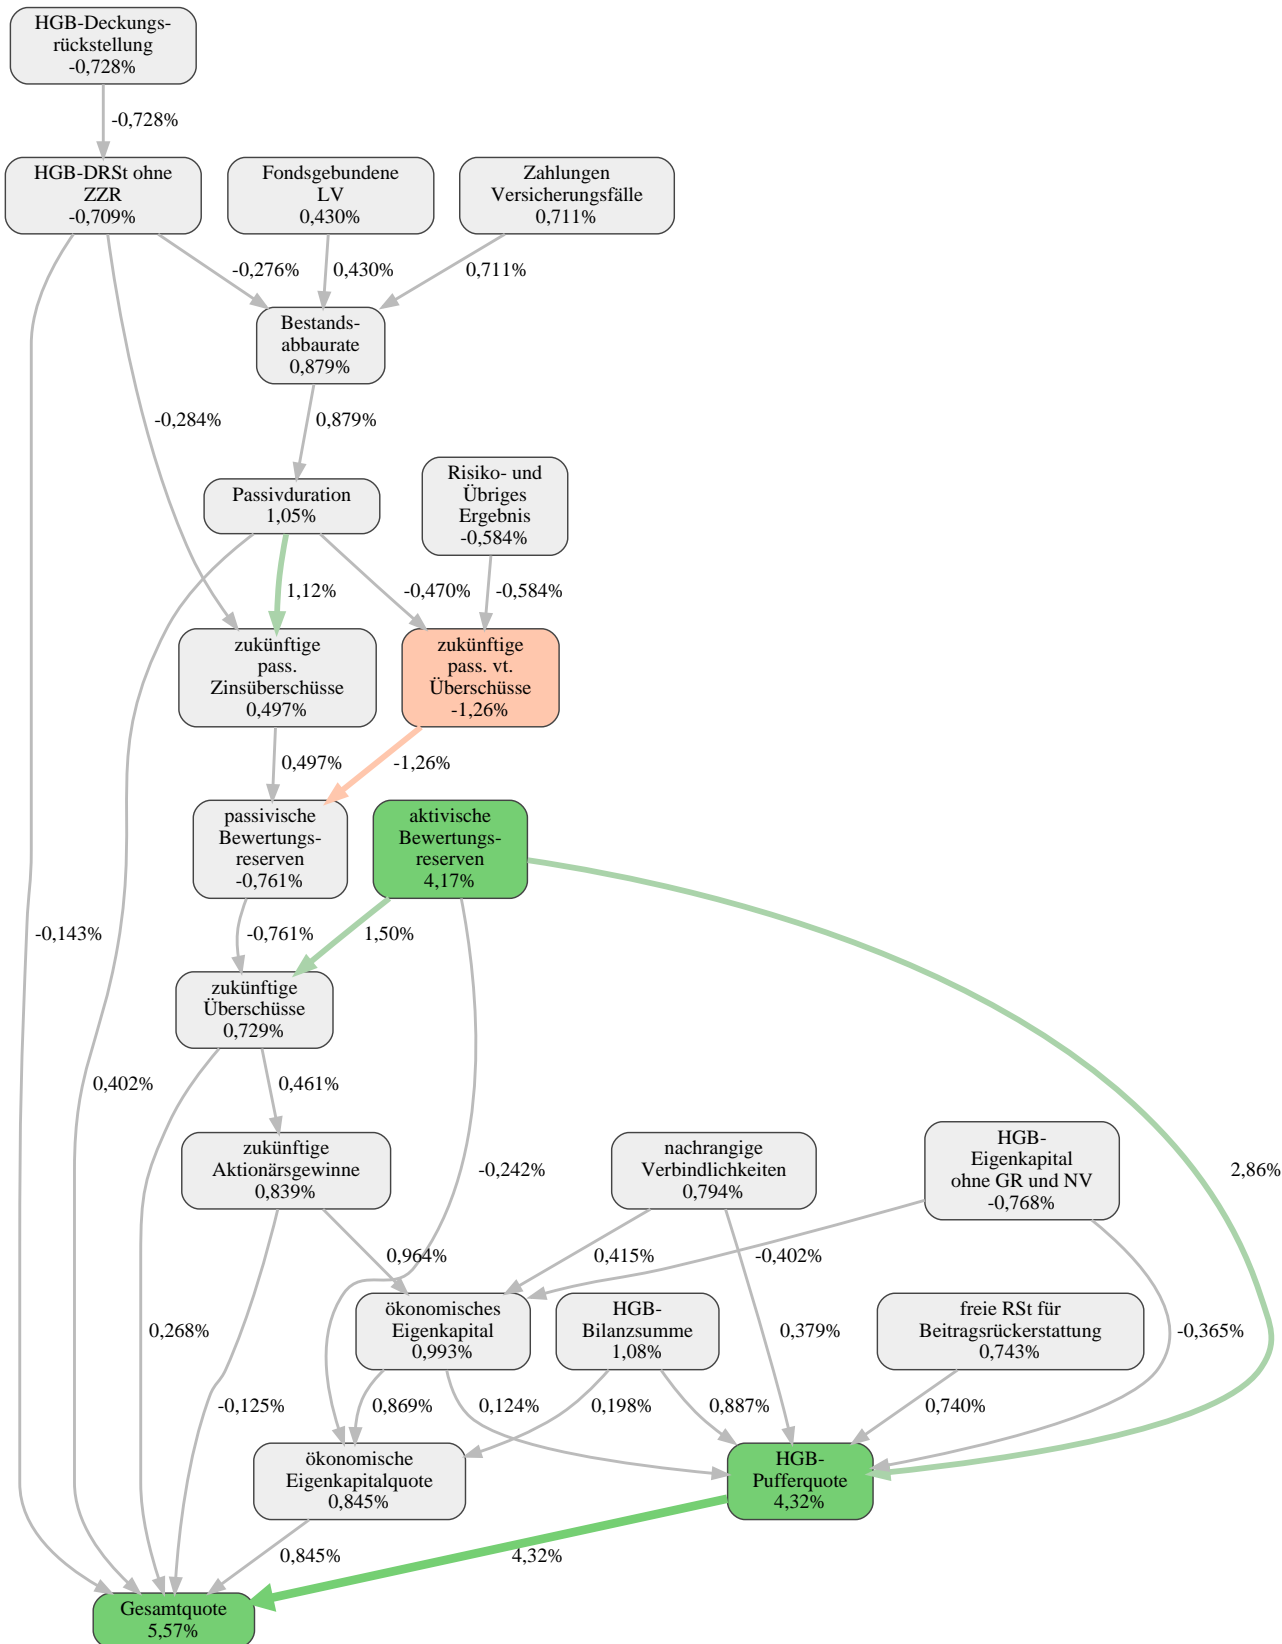 HGB-Deckungs-
rückstellung
-0,728%
-0,728%
HGB-DRSt ohne
ZZR
-0,709%
Fondsgebundene
LV
0,430%
Zahlungen
Versicherungsfälle
0,711%
-0,276%
0,430%
0,711%
Bestands-
abbaurate
0,879%
-0,284%
0,879%
Passivduration
1,05%
Risiko- und
Übriges
Ergebnis
-0,584%
1,12%
-0,470%
-0,584%
zukünftige
pass.
Zinsüberschüsse
0,497%
zukünftige
pass. vt.
Überschüsse
-1,26%
0,497%
-1,26%
passivische
Bewertungs-
reserven
-0,761%
aktivische
Bewertungs-
reserven
4,17%
-0,143%
-0,761%
1,50%
zukünftige
Überschüsse
0,729%
0,402%
0,461%
zukünftige
Aktionärsgewinne
0,839%
-0,242%
nachrangige
Verbindlichkeiten
0,794%
HGB-
Eigenkapital
ohne GR und NV
-0,768%
2,86%
0,964%
0,415%
-0,402%
ökonomisches
Eigenkapital
0,993%
HGB-
Bilanzsumme
1,08%
freie RSt für
Beitragsrückerstattung
0,743%
0,268%
0,379%
-0,365%
-0,125%
0,869%
0,124%
0,198%
0,887%
0,740%
ökonomische
Eigenkapitalquote
0,845%
HGB-
Pufferquote
4,32%
0,845%
4,32%
Gesamtquote
5,57%